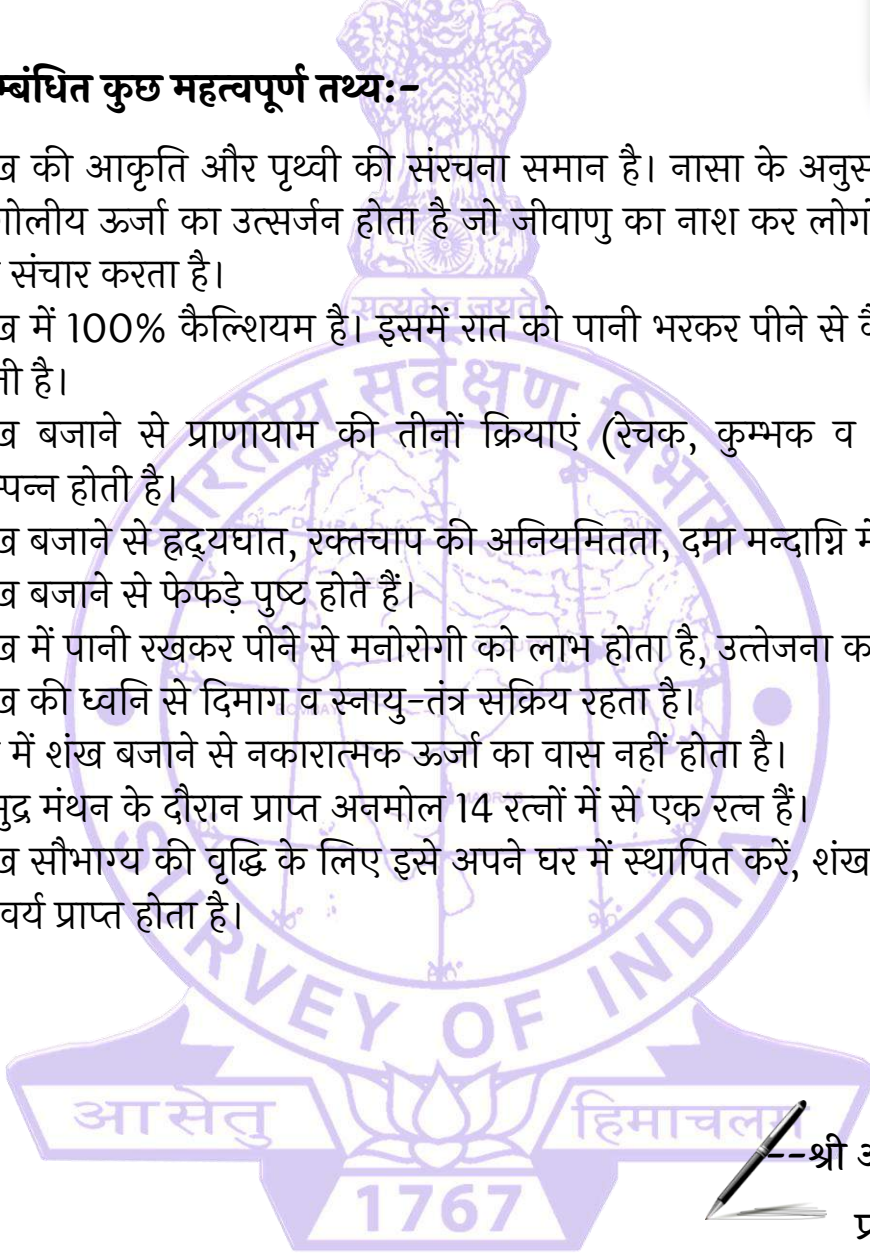 म्बंधित कुछ महत्वपूर्ण तथ्य:-
ख की आकृति और पृथ्वी की संरचना समान है। नासा के अनुस
गोलीय ऊर्जा का उत्सर्जन होता है जो जीवाणु का नाश कर लोगों
संचार करता है।
ख में 100% कैल्शियम है। इसमें रात को पानी भरकर पीने से कै
ती है।
ख बजाने से प्राणायाम की तीनों क्रियाएं (रेचक, कुम्भक व
पन्न होती है।
ख बजाने से ह्रदयघात, रक्तचाप की अनियमितता, दमा मन्दाग्नि में
ख बजाने से फेफड़े पुष्ट होते हैं।
ख में पानी रखकर पीने से मनोरोगी को लाभ होता है, उत्तेजना क
ख की ध्वनि से दिमाग व स्नायु-तंत्र सक्रिय रहता है।
में शंख बजाने से नकारात्मक ऊर्जा का वास नहीं होता है।
मुद्र मंथन के दौरान प्राप्त अनमोल 14 रत्नों में से एक रत्न हैं।
ख सौभाग्य की वृद्धि के लिए इसे अपने घर में स्थापित करें, शंख
वर्य प्राप्त होता है।
सत्यमेव जयते
भारतीय सर्वेक्षण विभाग
SURVEY OF INDIA
आसेतु हिमाचलम
1767
--श्री अ
प्र